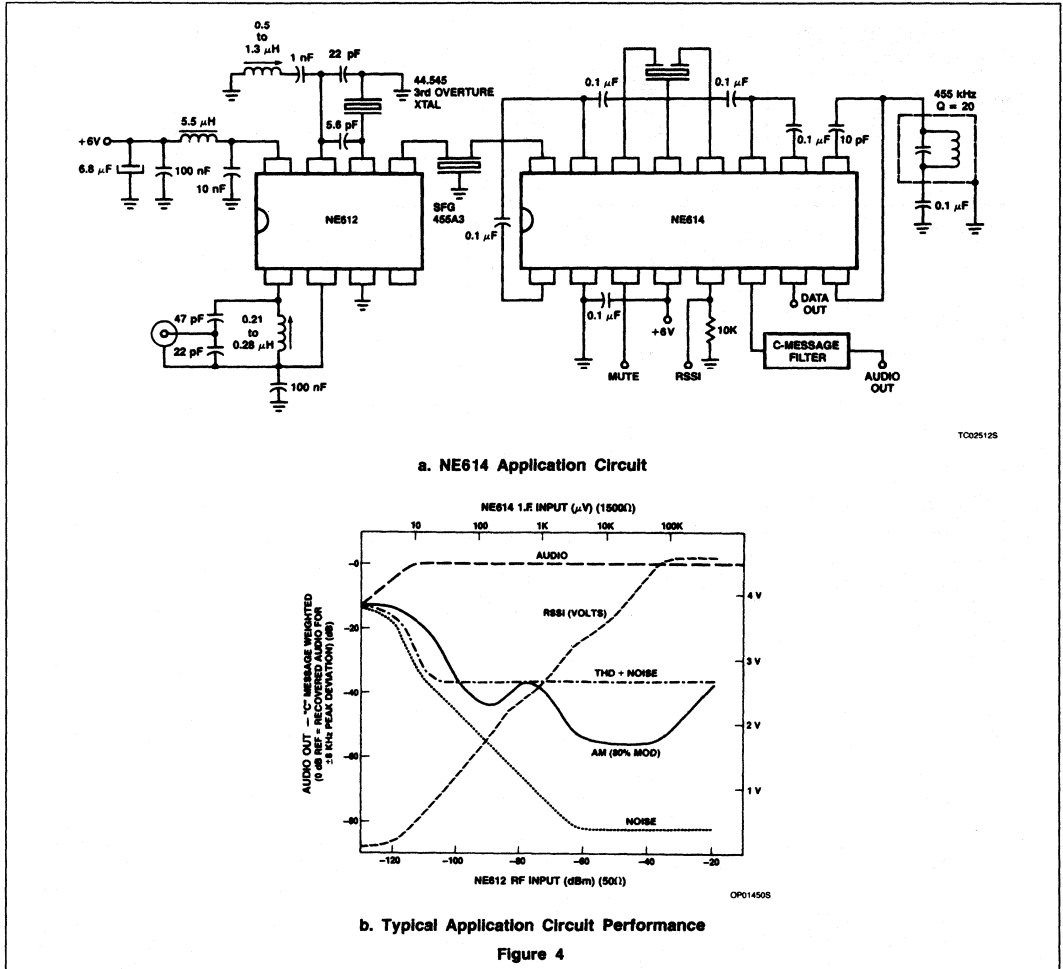 0.5
to
1.3 μH
1 nF
22 pF
44.545
3rd OVERTURE
XTAL
5.6 pF
+6V
5.5 μH
6.8 μF
100 nF
10 nF
NE612
SFG
455A3
47 pF
22 pF
0.21
to
0.28 μH
100 nF
0.1 μF
0.1 μF
0.1 μF
10 pF
455 kHz
Q = 20
0.1 μF
0.1 μF
NE614
0.1 μF
+6V
10K
DATA
OUT
C-MESSAGE
FILTER
MUTE
RSSI
AUDIO
OUT
TC02512S
a. NE614 Application Circuit
NE614 1.F. INPUT (μV) (1500Ω)
10 100 1K 10K 100K
AUDIO
RSSI (VOLTS)
THD + NOISE
AM (80% MOD)
NOISE
AUDIO OUT — "C" MESSAGE WEIGHTED
(0 dB REF = RECOVERED AUDIO FOR
±8 KHz PEAK DEVIATION) (dB)
-0
-20
-40
-60
-80
4 V
3 V
2 V
1 V
-120 -100 -80 -60 -40 -20
NE612 RF INPUT (dBm) (50Ω)
OP01450S
b. Typical Application Circuit Performance
Figure 4